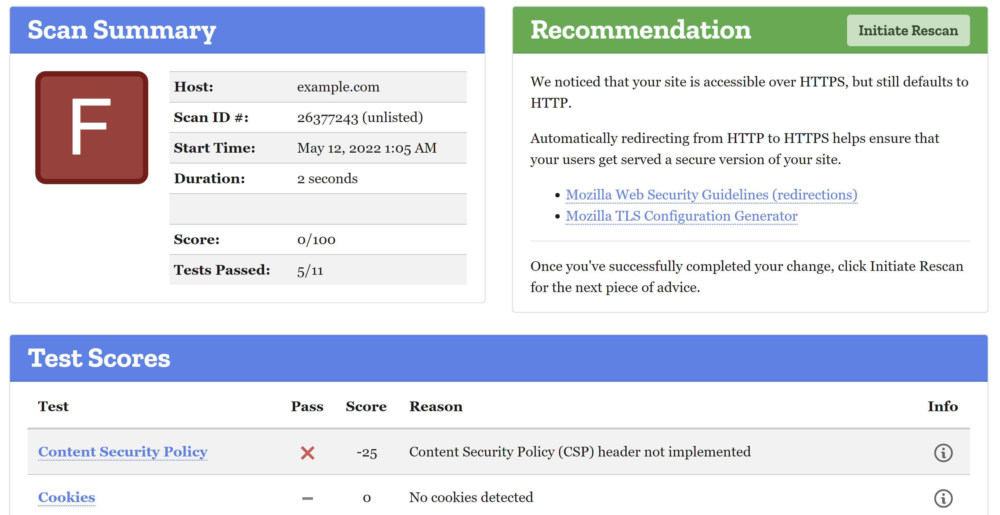 Scan Summary
F
Host: example.com
Scan ID #: 26377243 (unlisted)
Start Time: May 12, 2022 1:05 AM
Duration: 2 seconds
Score: 0/100
Tests Passed: 5/11
Recommendation
Initiate Rescan
We noticed that your site is accessible over HTTPS, but still defaults to
HTTP.
Automatically redirecting from HTTP to HTTPS helps ensure that
your users get served a secure version of your site.
• Mozilla Web Security Guidelines (redirections)
• Mozilla TLS Configuration Generator
Once you've successfully completed your change, click Initiate Rescan
for the next piece of advice.
Test Scores
Test Pass Score Reason Info
Content Security Policy -25 Content Security Policy (CSP) header not implemented
Cookies – 0 No cookies detected